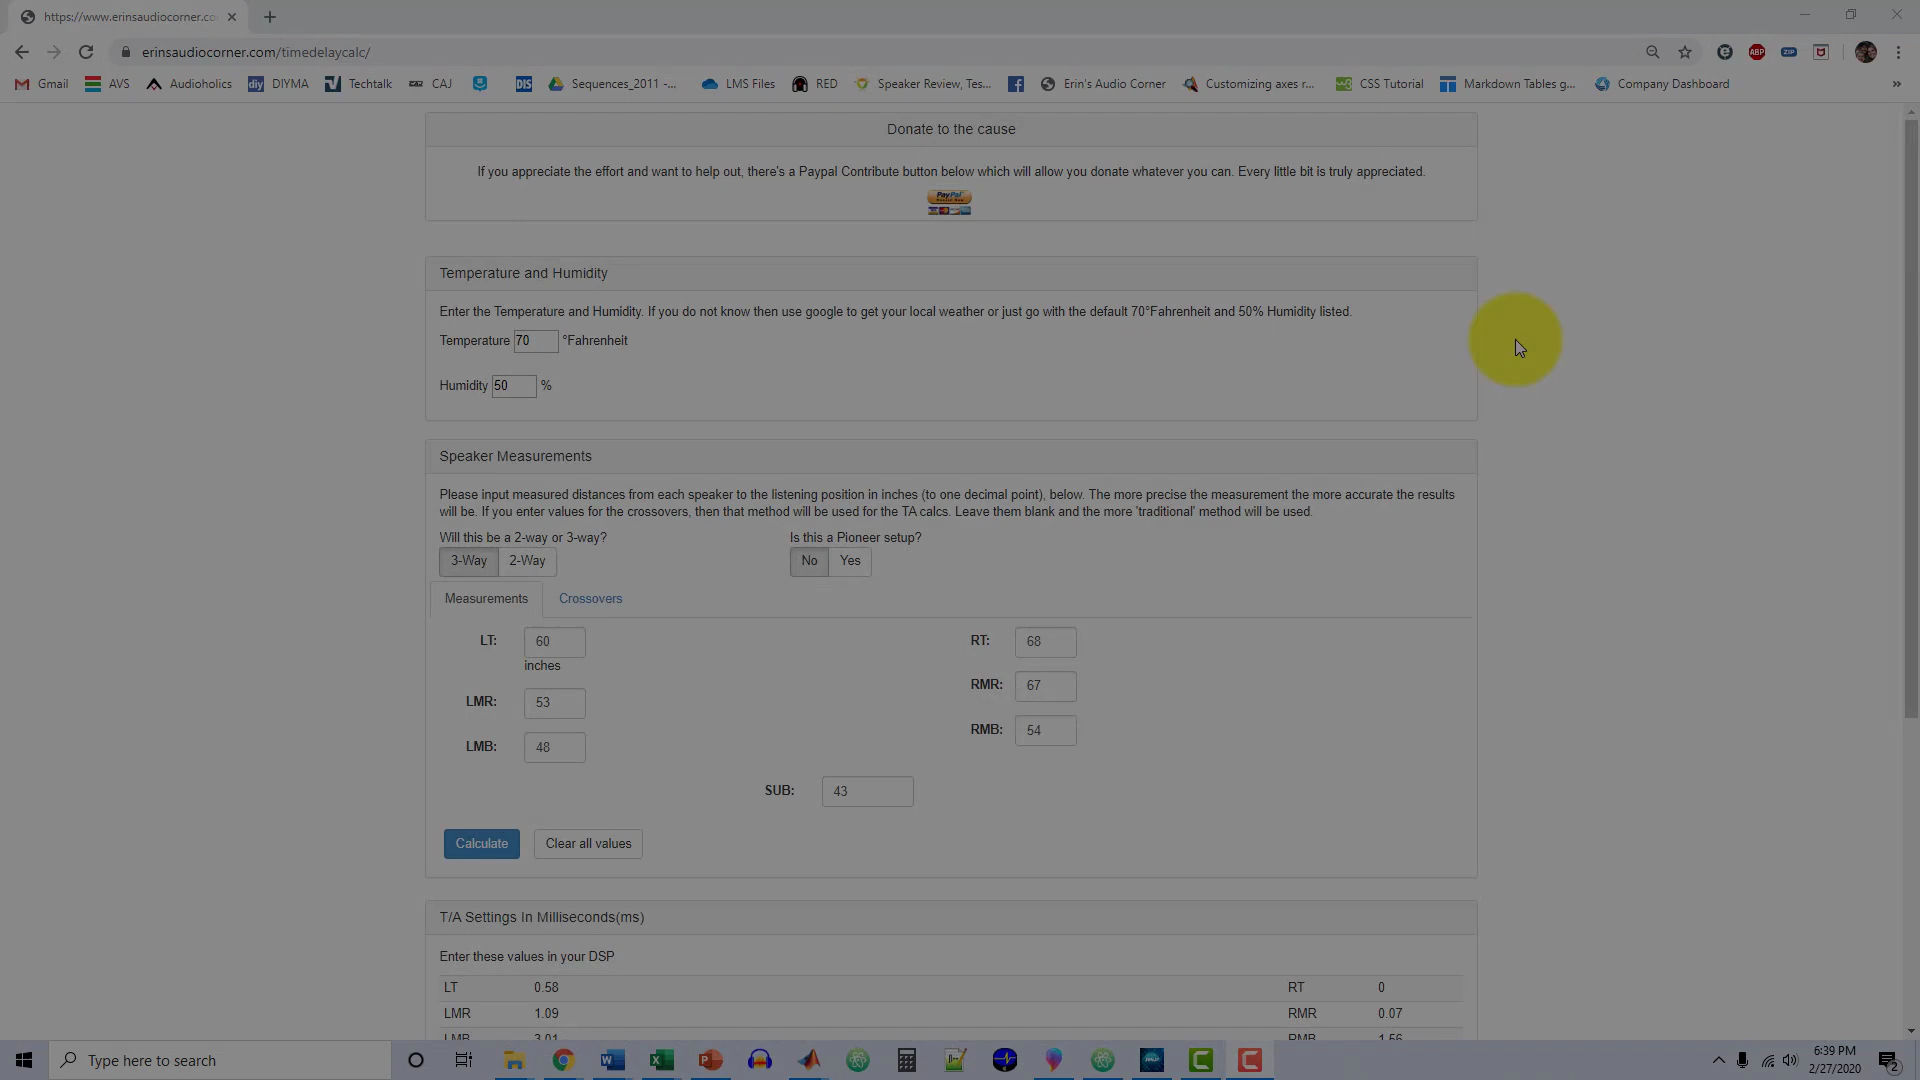 https://www.erinsaudiocorner.co
erinsaudiocorner.com/timedelaycalc/
ABP
ZIP
Gmail
AVS
Audioholics
diy DIYMA
Techtalk
CAJ
DIS
Sequences_2011 -...
LMS Files
RED
Speaker Review, Tes...
Erin's Audio Corner
Customizing axes r...
CSS Tutorial
Markdown Tables g...
Company Dashboard
»
Donate to the cause
If you appreciate the effort and want to help out, there's a Paypal Contribute button below which will allow you donate whatever you can. Every little bit is truly appreciated.
PayPal
Temperature and Humidity
Enter the Temperature and Humidity. If you do not know then use google to get your local weather or just go with the default 70°Fahrenheit and 50% Humidity listed.
Temperature 70 °Fahrenheit
Humidity 50 %
Speaker Measurements
Please input measured distances from each speaker to the listening position in inches (to one decimal point), below. The more precise the measurement the more accurate the results
will be. If you enter values for the crossovers, then that method will be used for the TA calcs. Leave them blank and the more 'traditional' method will be used.
Will this be a 2-way or 3-way?
Is this a Pioneer setup?
3-Way 2-Way
No Yes
Measurements Crossovers
LT: 60
inches
RT: 68
LMR: 53
RMR: 67
LMB: 48
RMB: 54
SUB: 43
Calculate Clear all values
T/A Settings In Milliseconds(ms)
Enter these values in your DSP
LT 0.58 RT 0
LMR 1.09 RMR 0.07
LMB 3.01 RMB 1.56
Type here to search
6:39 PM
2/27/2020
2